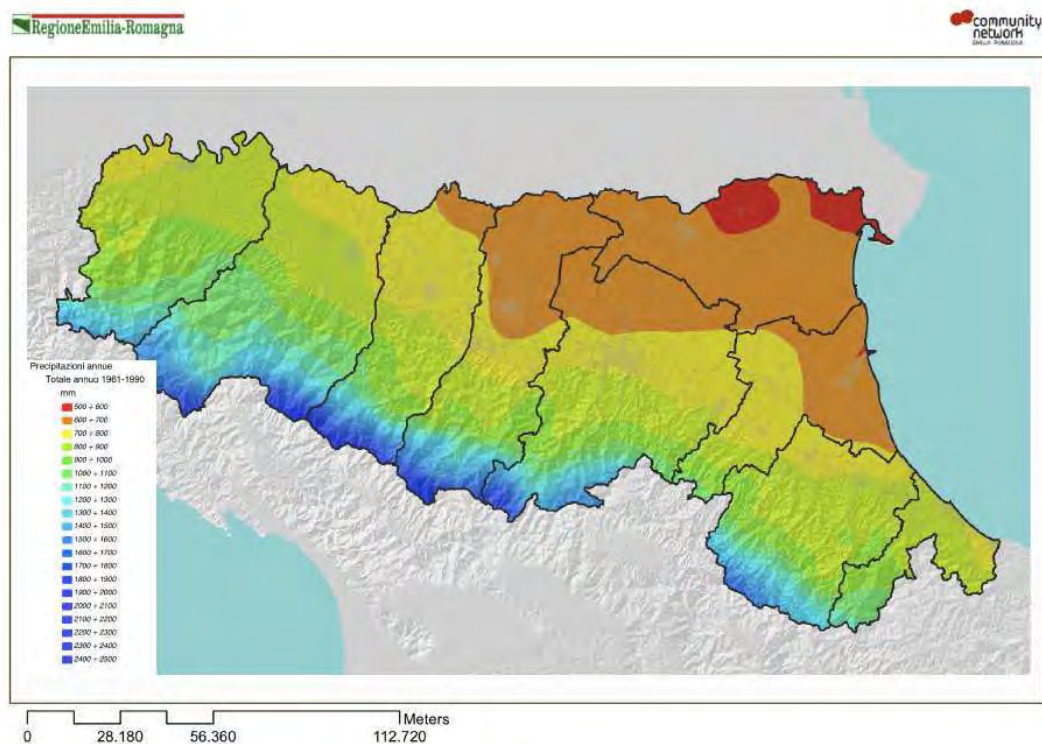 RegioneEmilia-Romagna
community
network
EMILIA-ROMAGNA
Precipitazioni annue
Totale annuo 1961-1990
mm
500 ÷ 600
600 ÷ 700
700 ÷ 800
800 ÷ 900
900 ÷ 1000
1000 ÷ 1100
1100 ÷ 1200
1200 ÷ 1300
1300 ÷ 1400
1400 ÷ 1500
1500 ÷ 1600
1600 ÷ 1700
1700 ÷ 1800
1800 ÷ 1900
1900 ÷ 2000
2000 ÷ 2100
2100 ÷ 2200
2200 ÷ 2300
2300 ÷ 2400
2400 ÷ 2500
Meters
0 28.180 56.360 112.720